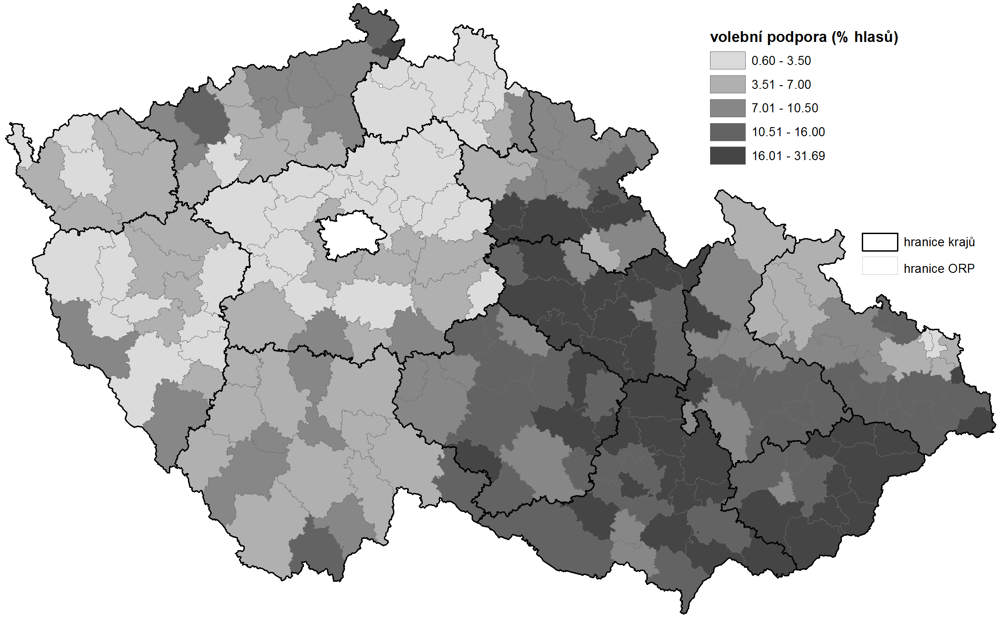 volební podpora (% hlasů)
0.60 - 3.50
3.51 - 7.00
7.01 - 10.50
10.51 - 16.00
16.01 - 31.69
hranice krajů
hranice ORP